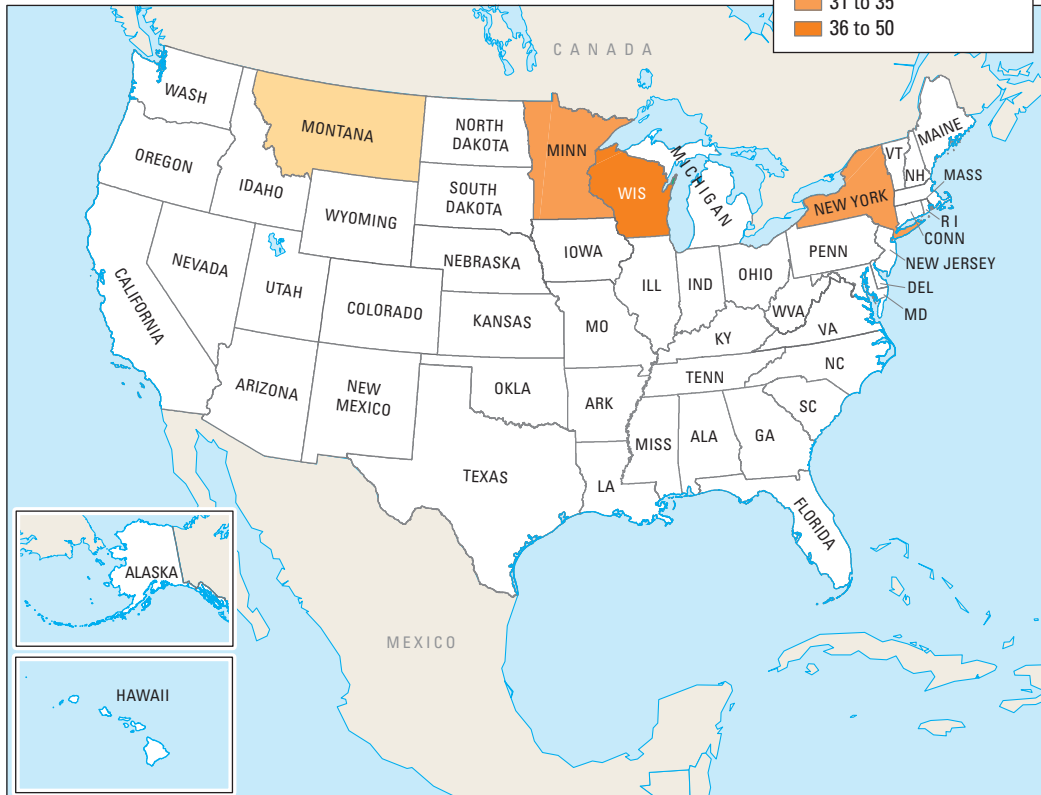 31 to 35
36 to 50
CANADA
WASH
MONTANA
NORTH
DAKOTA
MINN
MICHIGAN
VT
MAINE
OREGON
IDAHO
SOUTH
DAKOTA
WIS
NH
MASS
WYOMING
NEW YORK
R I
CONN
IOWA
PENN
NEW JERSEY
NEVADA
NEBRASKA
ILL
IND
OHIO
DEL
UTAH
COLORADO
KANSAS
MO
WVA
MD
CALIFORNIA
KY
VA
ARIZONA
NEW
MEXICO
OKLA
TENN
NC
ARK
SC
MISS
ALA
GA
TEXAS
LA
FLORIDA
ALASKA
MEXICO
HAWAII